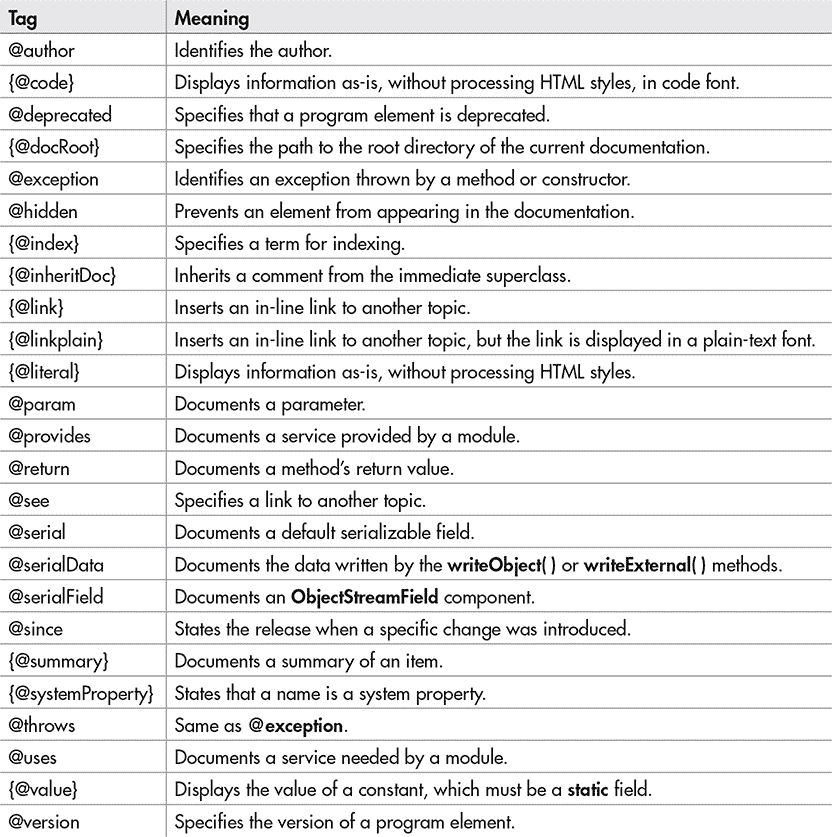 Tag Meaning
@author Identifies the author.
{@code} Displays information as-is, without processing HTML styles, in code font.
@deprecated Specifies that a program element is deprecated.
{@docRoot} Specifies the path to the root directory of the current documentation.
@exception Identifies an exception thrown by a method or constructor.
@hidden Prevents an element from appearing in the documentation.
{@index} Specifies a term for indexing.
{@inheritDoc} Inherits a comment from the immediate superclass.
{@link} Inserts an in-line link to another topic.
{@linkplain} Inserts an in-line link to another topic, but the link is displayed in a plain-text font.
{@literal} Displays information as-is, without processing HTML styles.
@param Documents a parameter.
@provides Documents a service provided by a module.
@return Documents a method's return value.
@see Specifies a link to another topic.
@serial Documents a default serializable field.
@serialData Documents the data written by the writeObject( ) or writeExternal( ) methods.
@serialField Documents an ObjectStreamField component.
@since States the release when a specific change was introduced.
{@summary} Documents a summary of an item.
{@systemProperty} States that a name is a system property.
@throws Same as @exception.
@uses Documents a service needed by a module.
{@value} Displays the value of a constant, which must be a static field.
@version Specifies the version of a program element.